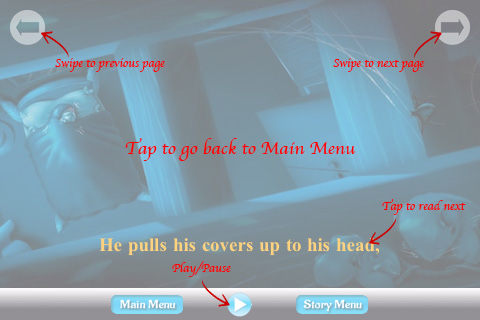 Swipe to previous page
Swipe to next page
Tap to go back to Main Menu
Tap to read next
He pulls his covers up to his head,
Play/Pause
Main Menu
Story Menu